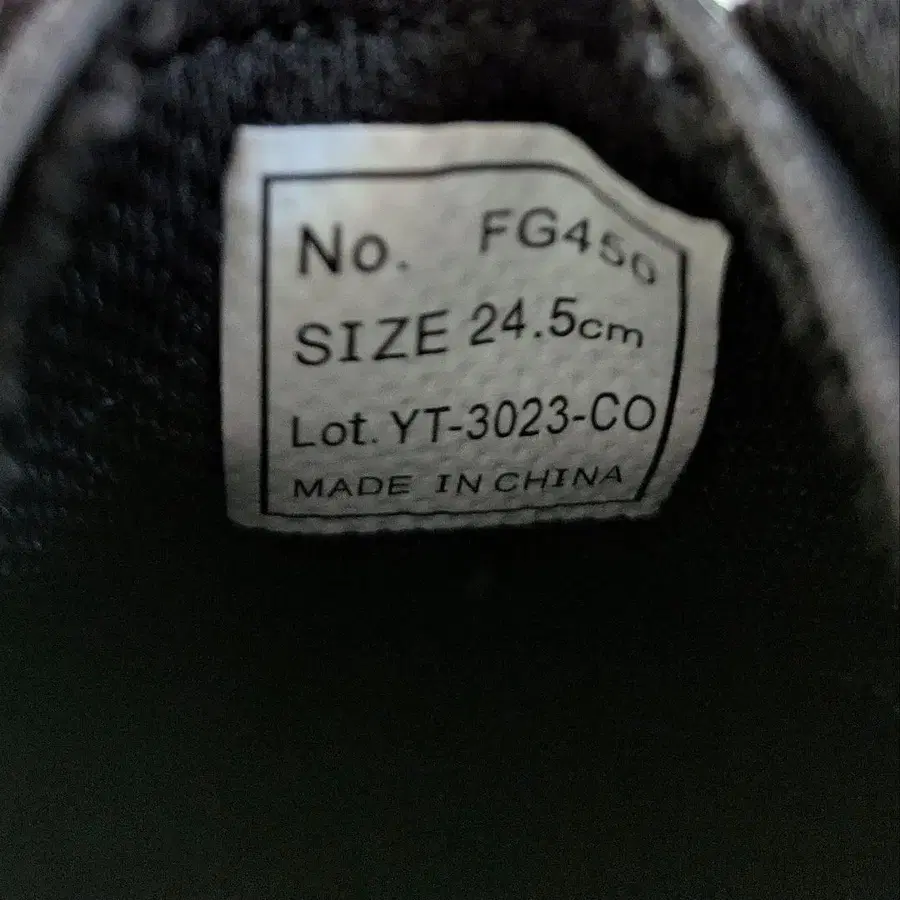 No. FG450
SIZE 24.5cm
Lot. YT-3023-CO
MADE IN CHINA